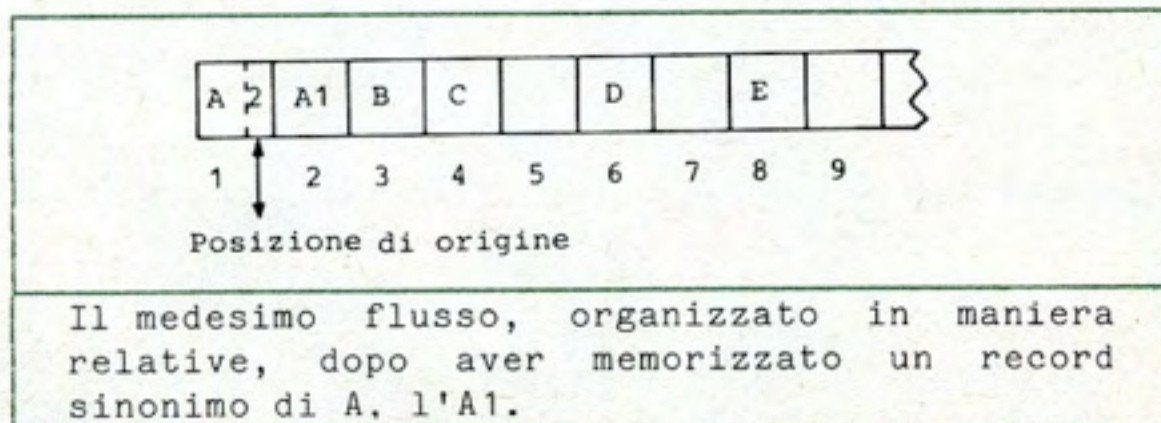 A 2 A1 B C D E
1 2 3 4 5 6 7 8 9
Posizione di origine
Il medesimo flusso, organizzato in maniera
relative, dopo aver memorizzato un record
sinonimo di A, l'A1.